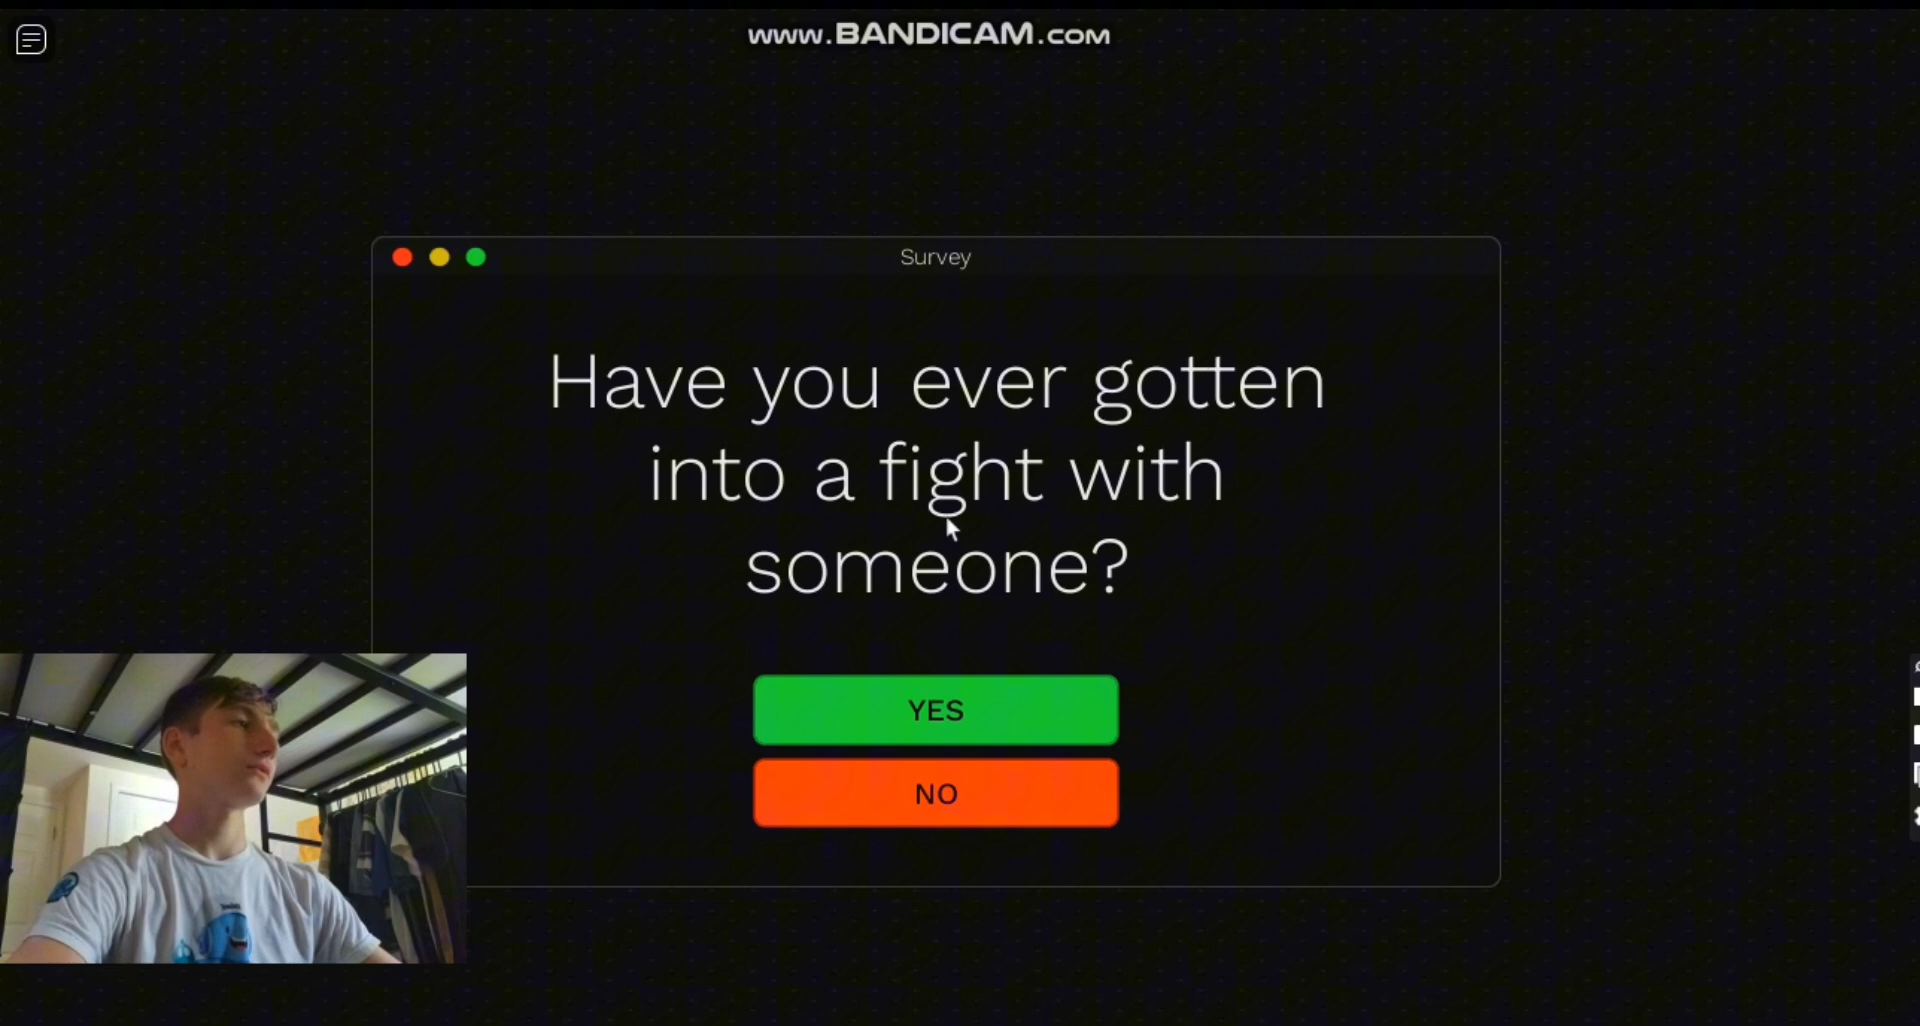 www.BANDICAM.com
Survey
Have you ever gotten
into a fight with
someone?
YES
NO